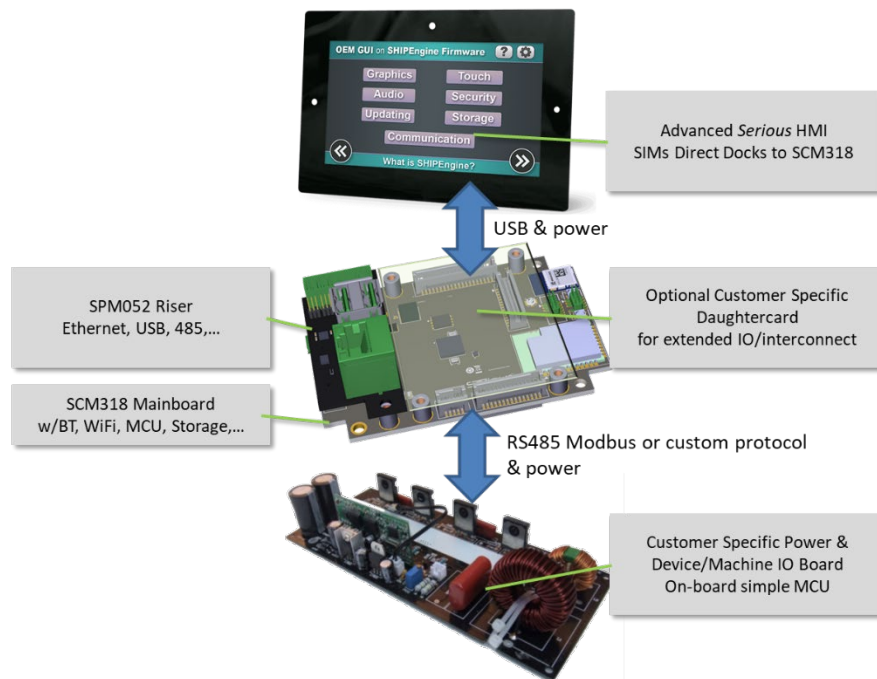 OEM GUI on SHIPEngine Firmware ?
Graphics
Touch
Audio
Security
Updating
Storage
Communication
What is SHIPEngine?
Advanced Serious HMI
SIMs Direct Docks to SCM318
USB & power
SPM052 Riser
Ethernet, USB, 485,...
Optional Customer Specific
Daughtercard
for extended IO/interconnect
SCM318 Mainboard
w/BT, WiFi, MCU, Storage,...
RS485 Modbus or custom protocol
& power
Customer Specific Power &
Device/Machine IO Board
On-board simple MCU